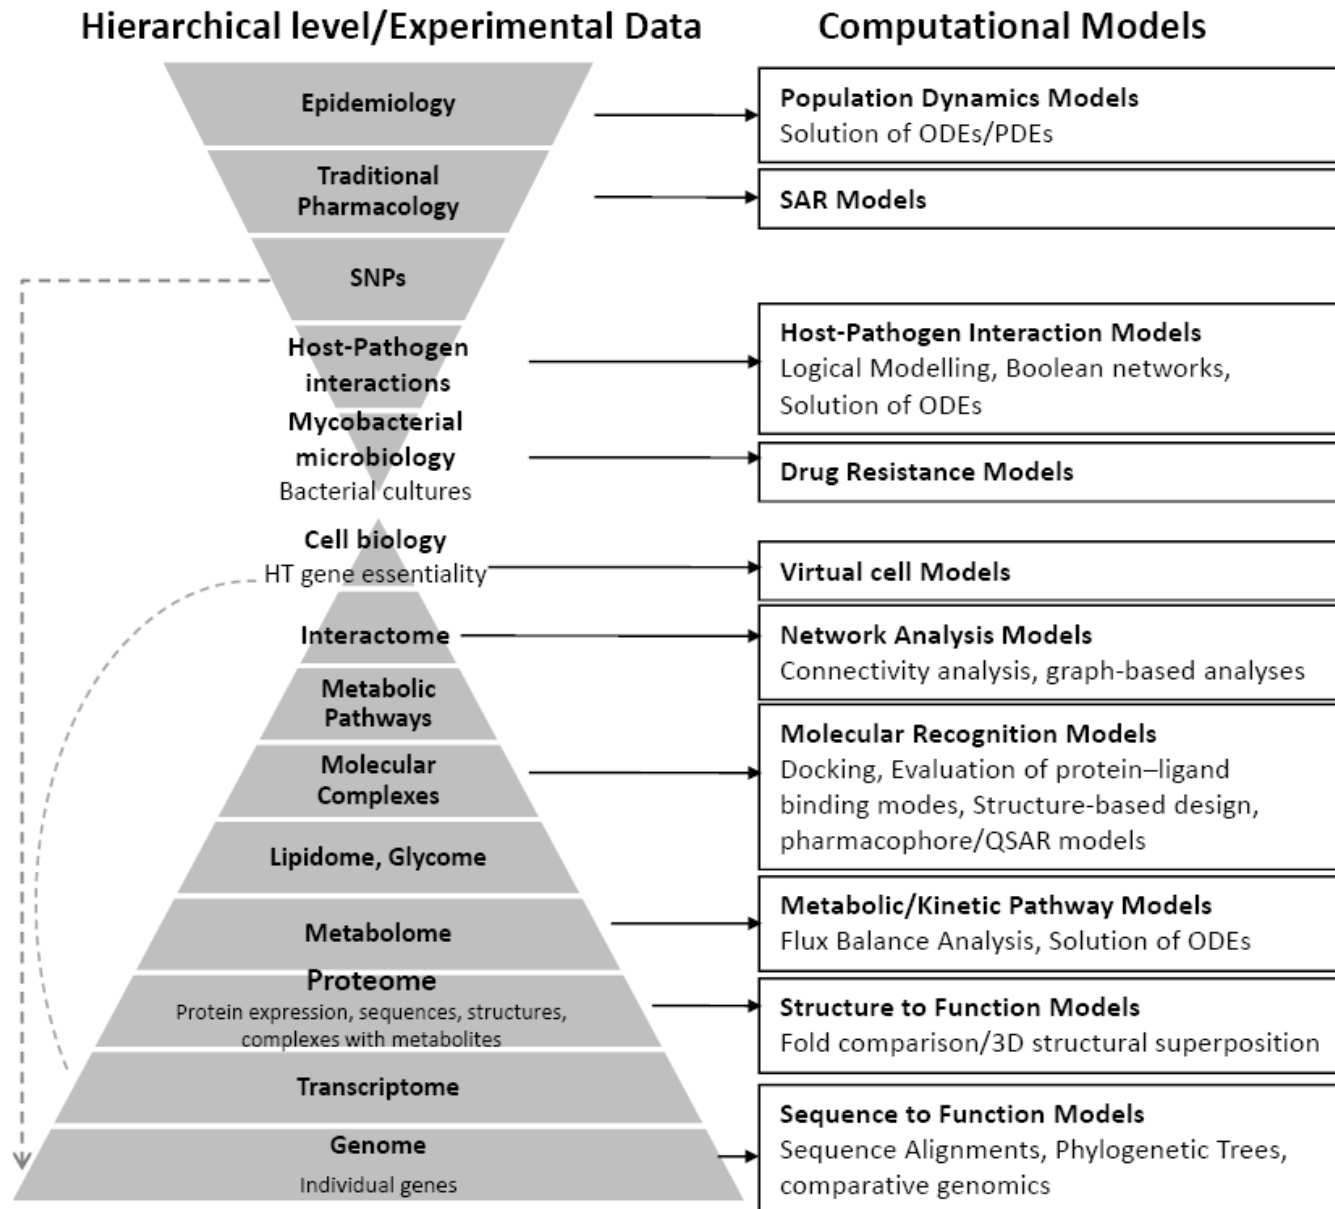 Hierarchical level/Experimental Data
Computational Models
Epidemiology
Population Dynamics Models
Solution of ODEs/PDEs
Traditional
Pharmacology
SAR Models
SNPs
Host-Pathogen
interactions
Host-Pathogen Interaction Models
Logical Modelling, Boolean networks,
Solution of ODEs
Mycobacterial
microbiology
Bacterial cultures
Drug Resistance Models
Cell biology
HT gene essentiality
Virtual cell Models
Interactome
Network Analysis Models
Connectivity analysis, graph-based analyses
Metabolic
Pathways
Molecular
Complexes
Molecular Recognition Models
Docking, Evaluation of protein–ligand
binding modes, Structure-based design,
pharmacophore/QSAR models
Lipidome, Glycome
Metabolome
Metabolic/Kinetic Pathway Models
Flux Balance Analysis, Solution of ODEs
Proteome
Protein expression, sequences, structures,
complexes with metabolites
Structure to Function Models
Fold comparison/3D structural superposition
Transcriptome
Genome
Individual genes
Sequence to Function Models
Sequence Alignments, Phylogenetic Trees,
comparative genomics